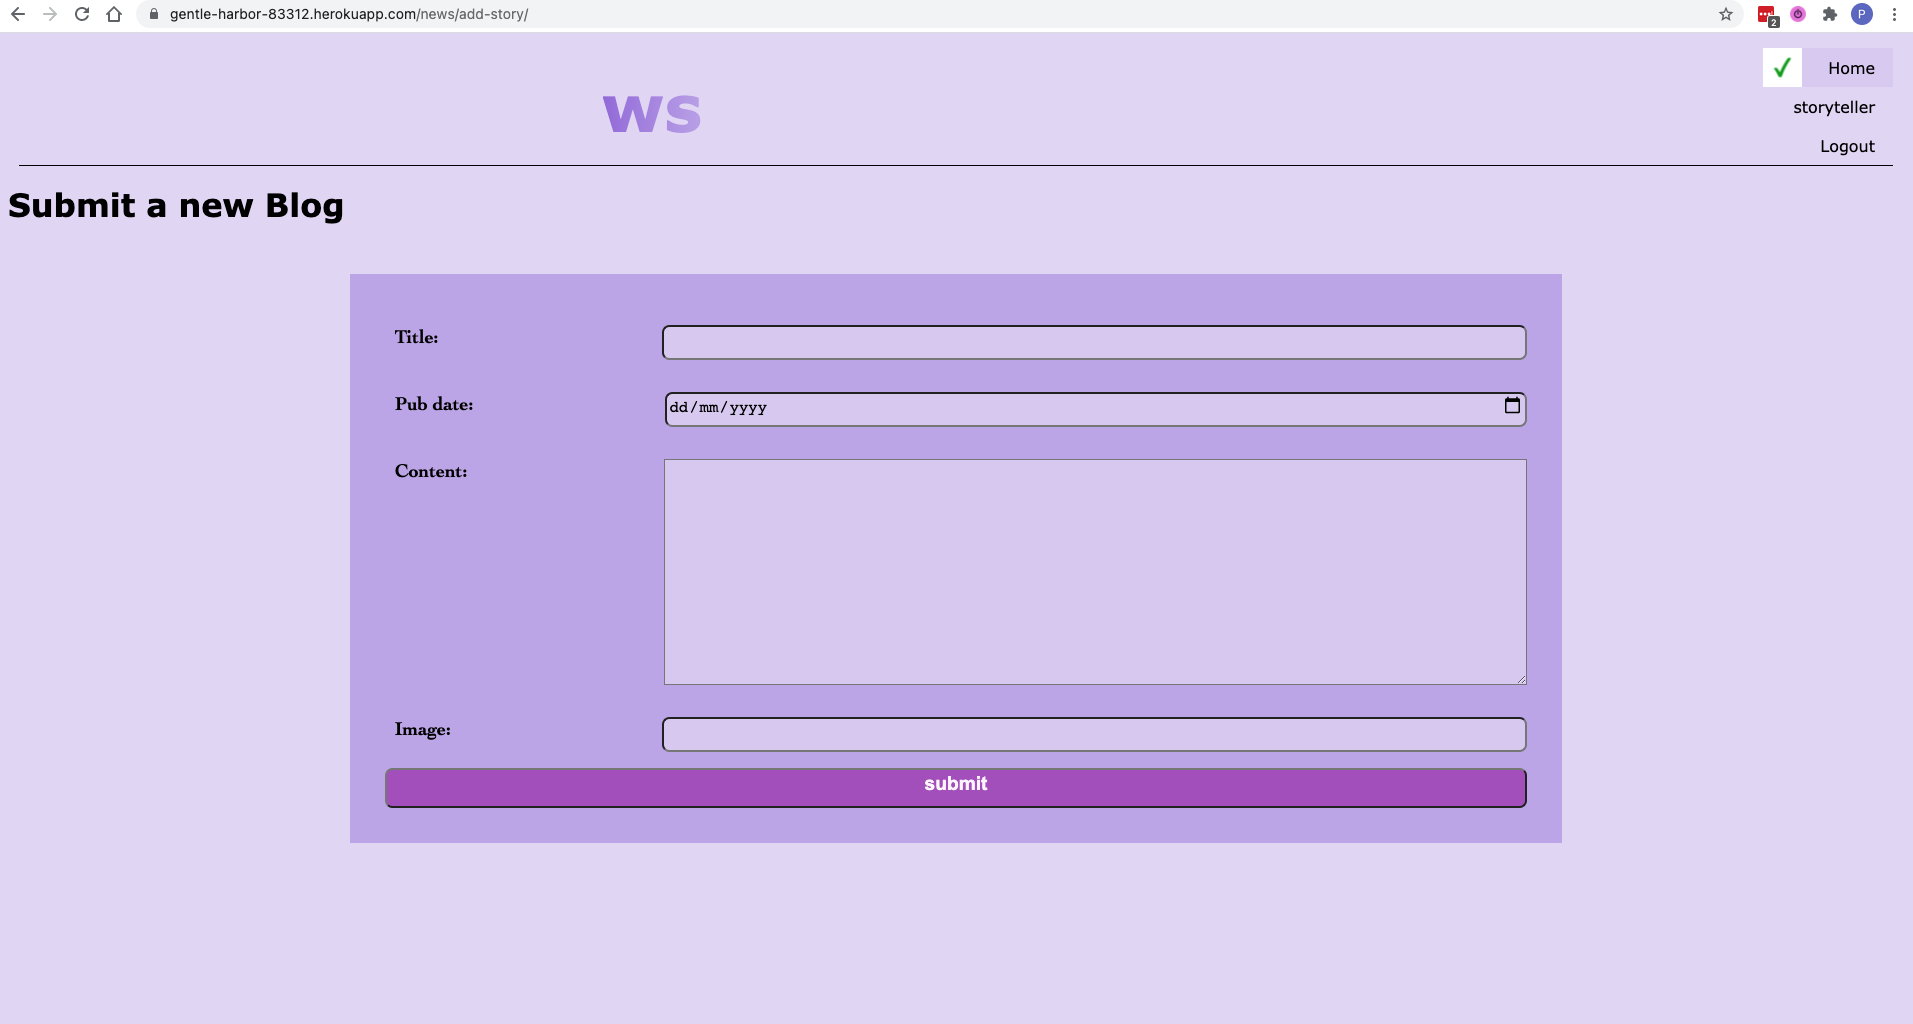 gentle-harbor-83312.herokuapp.com/news/add-story/
2
P
ws
✓ Home
storyteller
Logout
Submit a new Blog
Title:
Pub date:
dd/mm/yyyy
Content:
Image:
submit